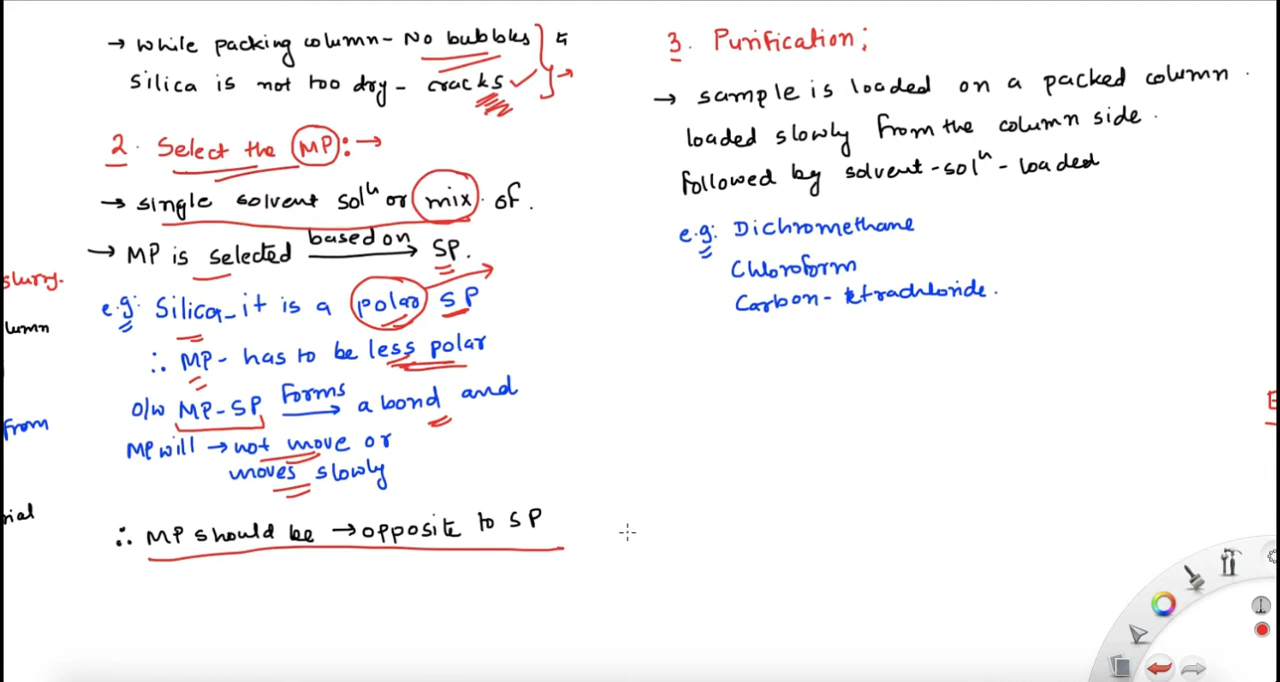 → while packing column - No bubbles }
silica is not too dry - cracks ✓ } →
2. Select the MP: →
→ single solvent solⁿ or mix. of.
→ MP is selected based on → SP.
slurry.
e.g: Silica - it is a polar SP
lumn
∴ MP - has to be less polar
o/w MP-SP Forms → a bond and
from
MP will → not move or
moves slowly
rial
∴ MP should be → opposite to SP
3. Purification;
→ sample is loaded on a packed column.
loaded slowly from the column side.
followed by solvent - solⁿ - loaded
e.g: Dichromethane
Chloroform
Carbon - tetrachloride.